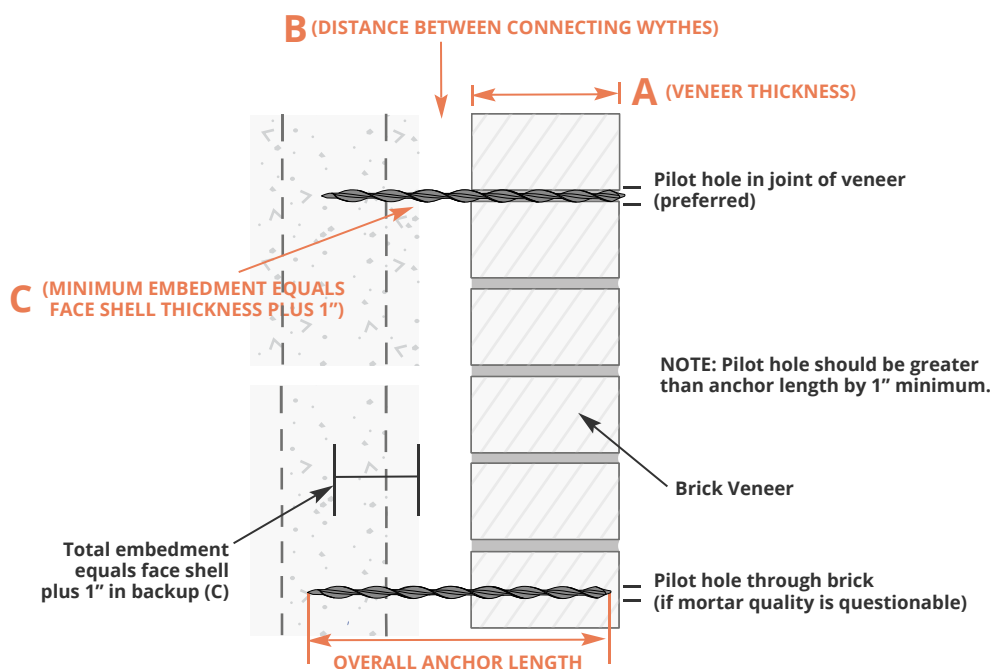 B (DISTANCE BETWEEN CONNECTING WYTHES)
A (VENEER THICKNESS)
Pilot hole in joint of veneer
(preferred)
C (MINIMUM EMBEDMENT EQUALS
FACE SHELL THICKNESS PLUS 1”)
NOTE: Pilot hole should be greater
than anchor length by 1” minimum.
Brick Veneer
Total embedment
equals face shell
plus 1” in backup (C)
Pilot hole through brick
(if mortar quality is questionable)
OVERALL ANCHOR LENGTH